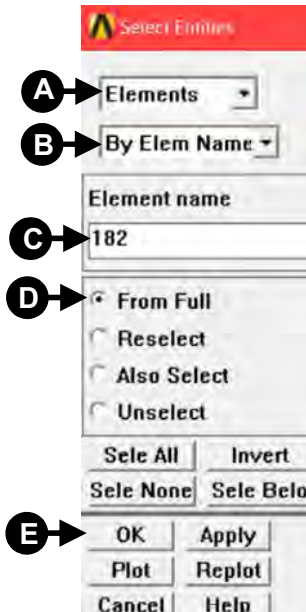 Select Entities
A Elements
B By Elem Name
Element name
C 182
D From Full
Reselect
Also Select
Unselect
Sele All Invert
Sele None Sele Belo
E OK Apply
Plot Replot
Cancel Help